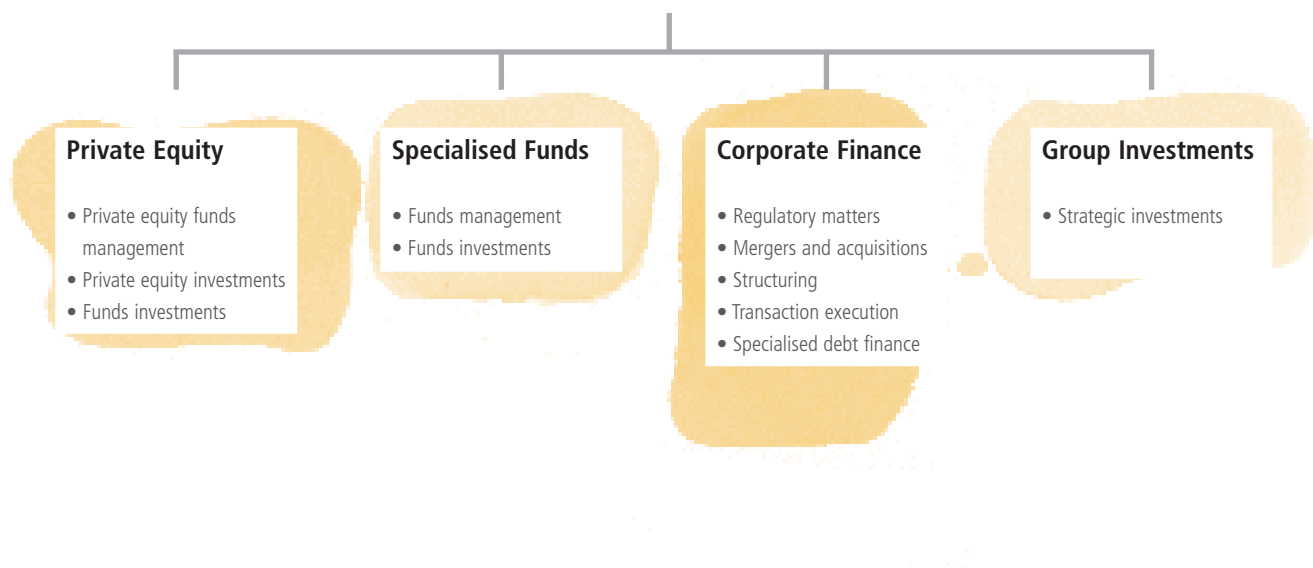 Private Equity
• Private equity funds
management
• Private equity investments
• Funds investments
Specialised Funds
• Funds management
• Funds investments
Corporate Finance
• Regulatory matters
• Mergers and acquisitions
• Structuring
• Transaction execution
• Specialised debt finance
Group Investments
• Strategic investments